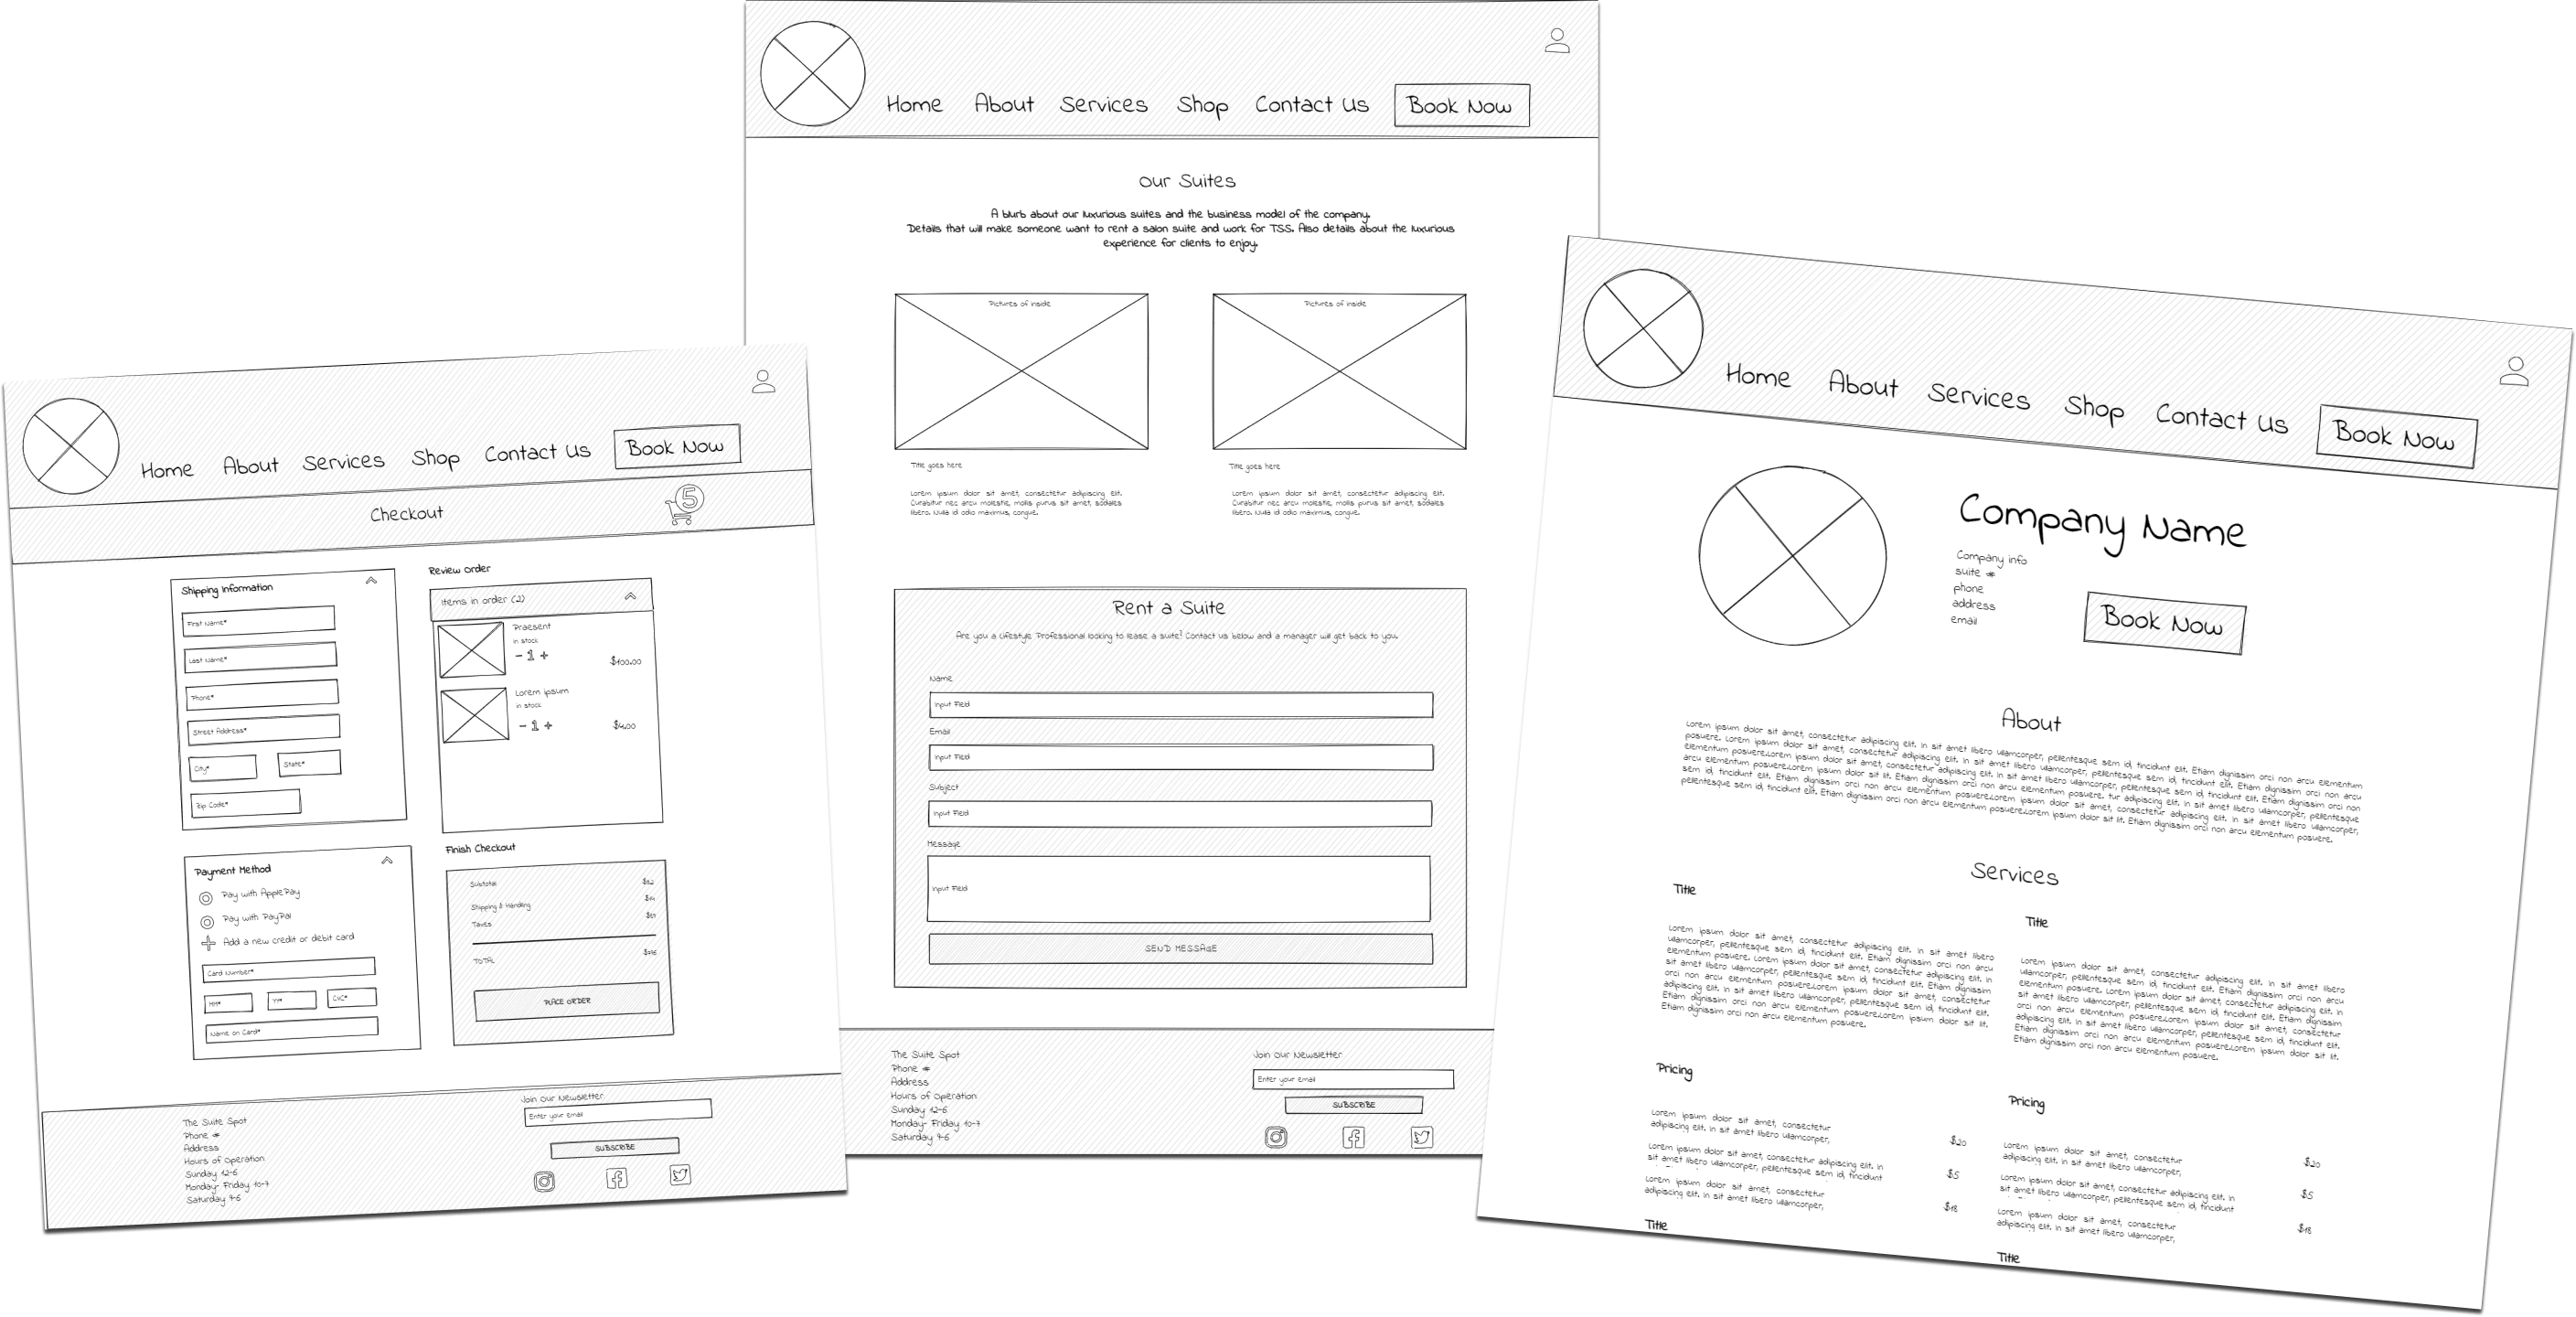 Home About Services Shop Contact Us Book Now
Checkout
5
Shipping Information
First Name*
Last Name*
Phone*
Street Address*
City* State*
Zip Code*
Payment Method
Pay with ApplePay
Pay with PayPal
Add a new credit or debit card
Card Number*
MM* YY* CVC*
Name on Card*
Review Order
Items in order (2)
Praesent
in stock
- 1 +
$100.00
Lorem ipsum
in stock
- 1 +
$4.00
Finish Checkout
Subtotal
Shipping & Handling
Taxes
TOTAL
PLACE ORDER
The Suite Spot
Phone #
Address
Hours of Operation
Sunday 12-6
Monday- Friday 10-7
Saturday 9-6
Join Our Newsletter
Enter your email
SUBSCRIBE
Home About Services Shop Contact Us Book Now
Our Suites
A blurb about our luxurious suites and the business model of the company.
Details that will make someone want to rent a salon suite and work for TSS. Also details about the luxurious
experience for clients to enjoy.
Pictures of inside
Title goes here
Lorem ipsum dolor sit amet, consectetur adipiscing elit.
Curabitur nec arcu molestie, mollis purus sit amet, sodales
libero. Nulla id odio maximus, congue.
Pictures of inside
Title goes here
Lorem ipsum dolor sit amet, consectetur adipiscing elit.
Curabitur nec arcu molestie, mollis purus sit amet, sodales
libero. Nulla id odio maximus, congue.
Rent a Suite
Are you a Lifestyle Professional looking to lease a suite? Contact us below and a manager will get back to you.
Name
Input Field
Email
Input Field
Subject
Input Field
Message
Input Field
SEND MESSAGE
The Suite Spot
Phone #
Address
Hours of Operation
Sunday 12-6
Monday- Friday 10-7
Saturday 9-6
Join Our Newsletter
Enter your email
SUBSCRIBE
Home About Services Shop Contact Us Book Now
Company Name
Company info
suite #
phone
address
email
Book Now
About
Lorem ipsum dolor sit amet, consectetur adipiscing elit. In sit amet libero ullamcorper, pellentesque sem id, tincidunt elit. Etiam dignissim orci non arcu elementum
posuere. Lorem ipsum dolor sit amet, consectetur adipiscing elit. In sit amet libero ullamcorper, pellentesque sem id, tincidunt elit. Etiam dignissim orci non arcu
elementum posuere.Lorem ipsum dolor sit amet, consectetur adipiscing elit. In sit amet libero ullamcorper, pellentesque sem id, tincidunt elit. Etiam dignissim orci non
arcu elementum posuere.Lorem ipsum dolor sit lit. Etiam dignissim orci non arcu elementum posuere. tur adipiscing elit. In sit amet libero ullamcorper, pellentesque
sem id, tincidunt elit. Etiam dignissim orci non arcu elementum posuere.Lorem ipsum dolor sit amet, consectetur adipiscing elit. In sit amet libero ullamcorper,
pellentesque sem id, tincidunt elit. Etiam dignissim orci non arcu elementum posuere.Lorem ipsum dolor sit lit. Etiam dignissim orci non arcu elementum posuere.
Services
Title
Lorem ipsum dolor sit amet, consectetur adipiscing elit. In sit amet libero
ullamcorper, pellentesque sem id, tincidunt elit. Etiam dignissim orci non arcu
elementum posuere. Lorem ipsum dolor sit amet, consectetur adipiscing elit. In
sit amet libero ullamcorper, pellentesque sem id, tincidunt elit. Etiam dignissim
orci non arcu elementum posuere.Lorem ipsum dolor sit amet, consectetur
adipiscing elit. In sit amet libero ullamcorper, pellentesque sem id, tincidunt elit.
Etiam dignissim orci non arcu elementum posuere.Lorem ipsum dolor sit lit.
Etiam dignissim orci non arcu elementum posuere.
Pricing
Lorem ipsum dolor sit amet, consectetur
adipiscing elit. In sit amet libero ullamcorper,
$20
Lorem ipsum dolor sit amet, consectetur adipiscing elit. In
sit amet libero ullamcorper, pellentesque sem id, tincidunt
$5
Lorem ipsum dolor sit amet, consectetur
adipiscing elit. In sit amet libero ullamcorper,
$18
Title
Title
Lorem ipsum dolor sit amet, consectetur adipiscing elit. In sit amet libero
ullamcorper, pellentesque sem id, tincidunt elit. Etiam dignissim orci non arcu
elementum posuere. Lorem ipsum dolor sit amet, consectetur adipiscing elit. In
sit amet libero ullamcorper, pellentesque sem id, tincidunt elit. Etiam dignissim
orci non arcu elementum posuere.Lorem ipsum dolor sit amet, consectetur
adipiscing elit. In sit amet libero ullamcorper, pellentesque sem id, tincidunt elit.
Etiam dignissim orci non arcu elementum posuere.Lorem ipsum dolor sit lit.
Etiam dignissim orci non arcu elementum posuere.
Pricing
Lorem ipsum dolor sit amet, consectetur
adipiscing elit. In sit amet libero ullamcorper,
$20
Lorem ipsum dolor sit amet, consectetur adipiscing elit. In
sit amet libero ullamcorper, pellentesque sem id, tincidunt
$5
Lorem ipsum dolor sit amet, consectetur
adipiscing elit. In sit amet libero ullamcorper,
$18
Title